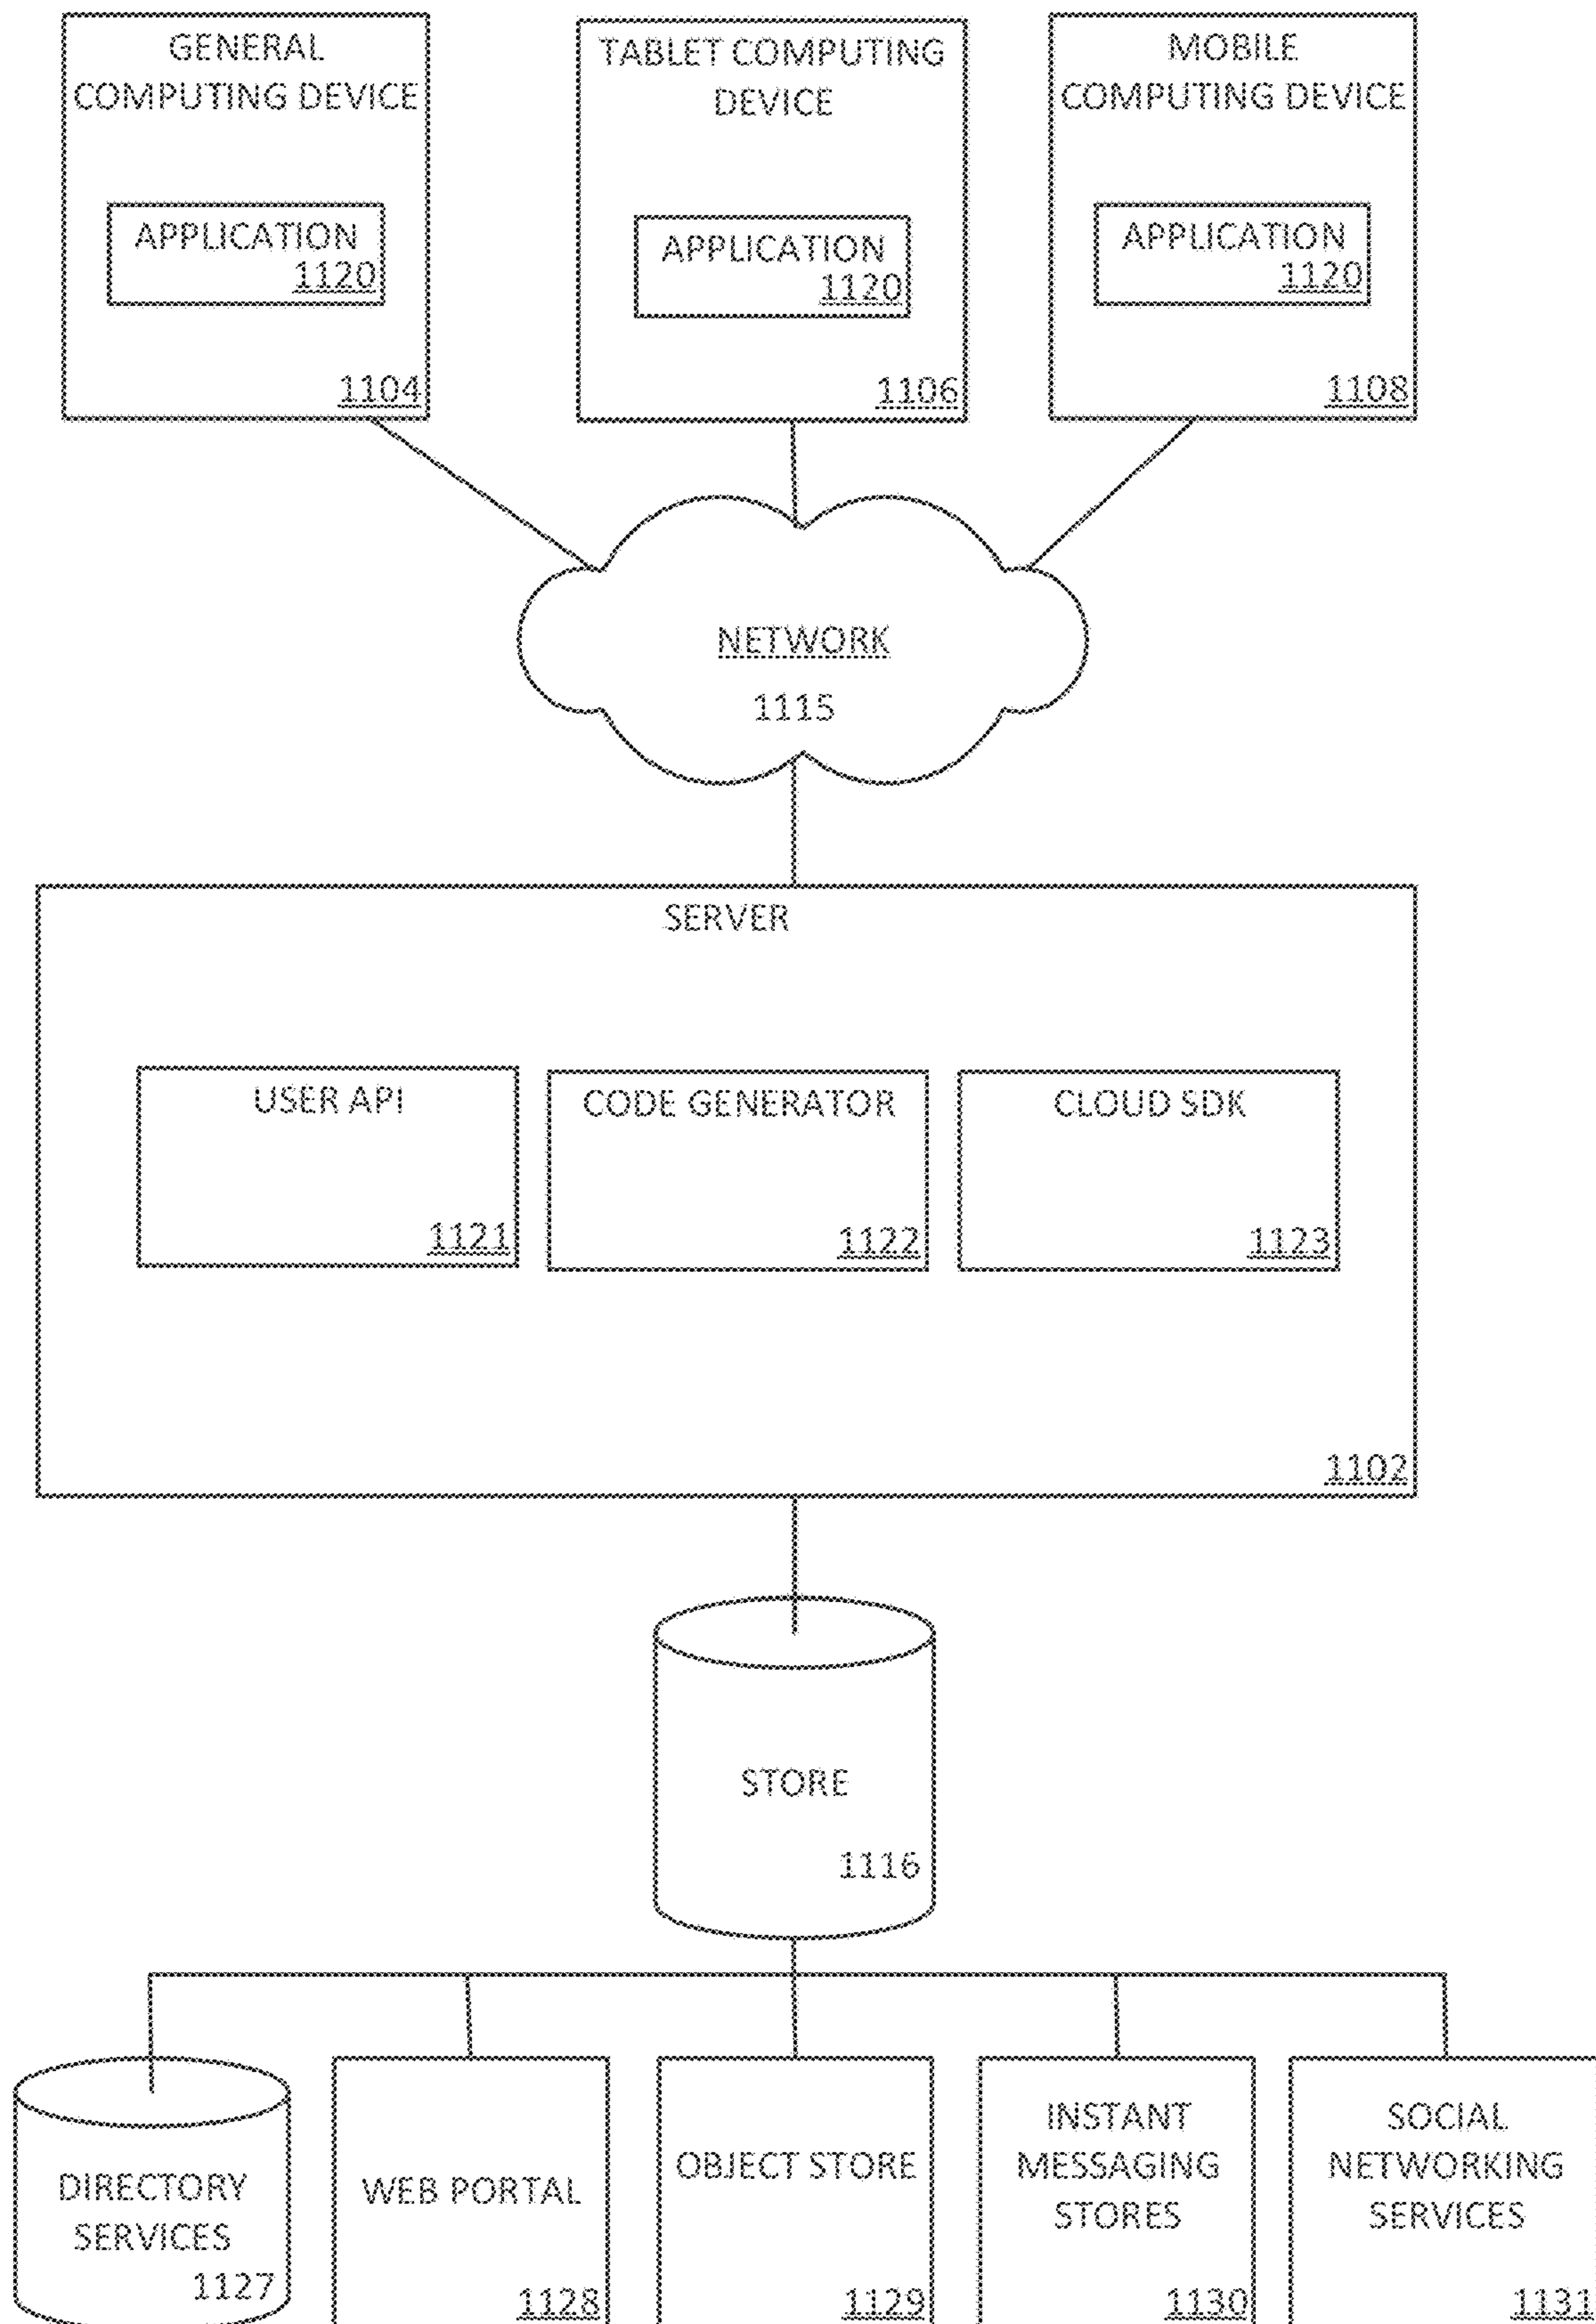 GENERAL
COMPUTING DEVICE
APPLICATION
1120
1104
TABLET COMPUTING
DEVICE
APPLICATION
1120
1106
MOBILE
COMPUTING DEVICE
APPLICATION
1120
1108
NETWORK
1115
SERVER
USER API
1121
CODE GENERATOR
1122
CLOUD SDK
1123
1102
STORE
1116
DIRECTORY
SERVICES
1127
WEB PORTAL
1128
OBJECT STORE
1129
INSTANT
MESSAGING
STORES
1130
SOCIAL
NETWORKING
SERVICES
1131